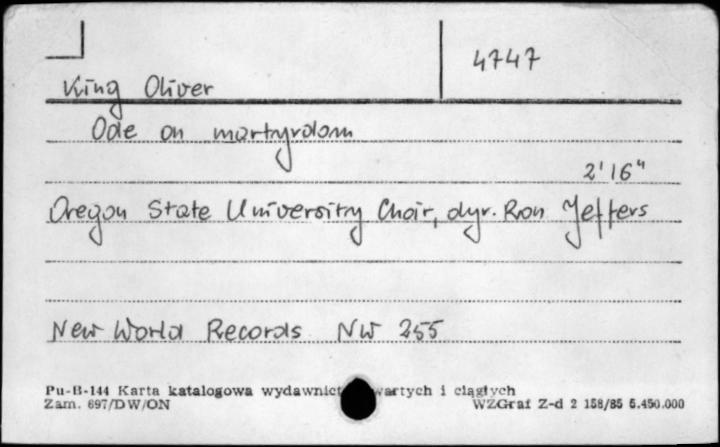 4747
King Oliver
Ode on martyrdom
2'16"
Oregon State University Choir, dyr. Ron Jeffers
New World Records NW 255
Pu-B-144 Karta katalogowa wydawnict wartych i ciągłych
Zam. 697/DW/ON WZGraf Z-d 2 158/85 5.450.000